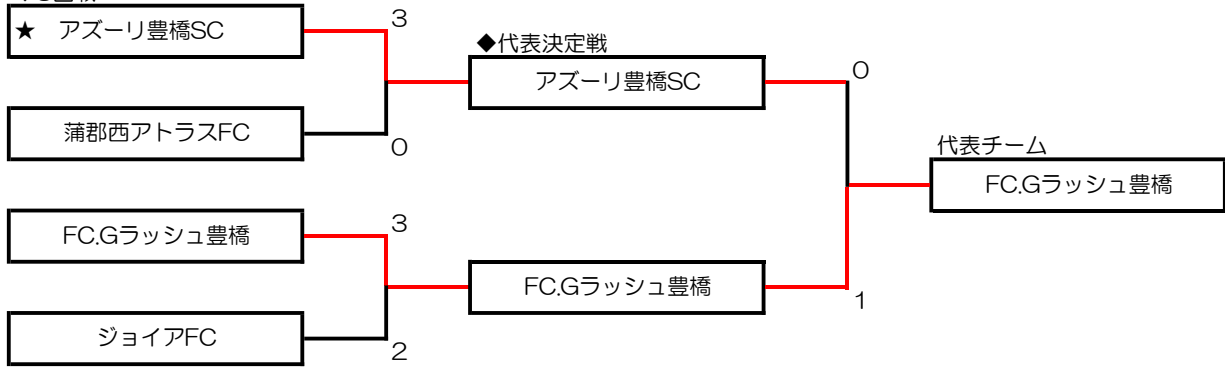 ★ アズーリ豊橋SC
3
◆代表決定戦
アズーリ豊橋SC
0
蒲郡西アトラスFC
0
代表チーム
FC.Gラッシュ豊橋
FC.Gラッシュ豊橋
3
FC.Gラッシュ豊橋
1
ジョイアFC
2